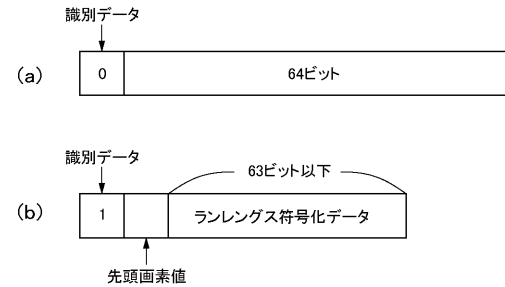 識別データ
(a)
0
64ビット
識別データ
63ビット以下
(b)
1
ランレングス符号化データ
先頭画素値